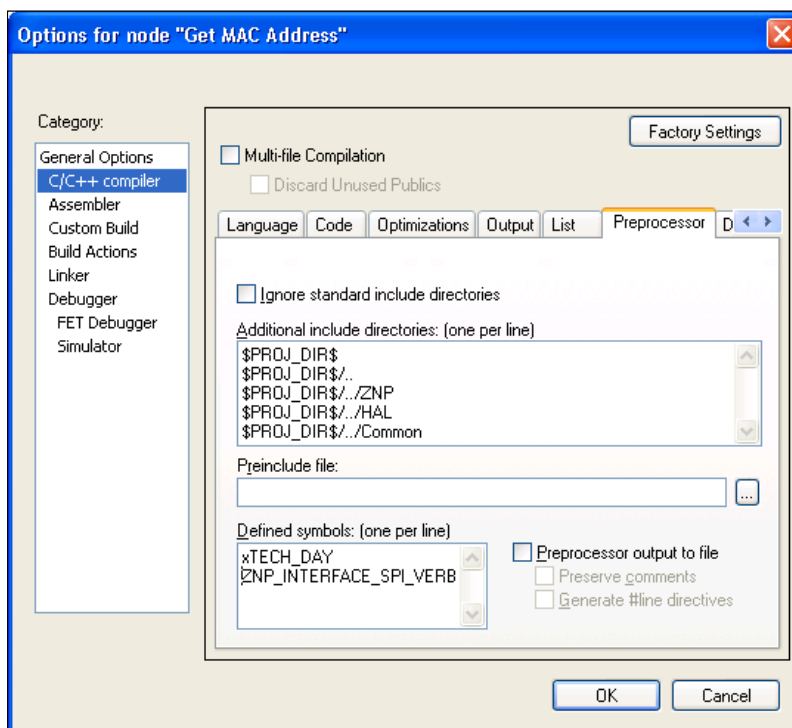 Options for node "Get MAC Address"
Category:
Factory Settings
General Options
C/C++ compiler
Assembler
Custom Build
Build Actions
Linker
Debugger
FET Debugger
Simulator
Multi-file Compilation
Discard Unused Publics
Language Code Optimizations Output List Preprocessor D
Ignore standard include directories
Additional include directories: (one per line)
$PROJ_DIR$
$PROJ_DIR$/..
$PROJ_DIR$/../ZNP
$PROJ_DIR$/../HAL
$PROJ_DIR$/../Common
Preinclude file:
...
Defined symbols: (one per line)
xTECH_DAY
ZNP_INTERFACE_SPI_VERB
Preprocessor output to file
Preserve comments
Generate #line directives
OK Cancel